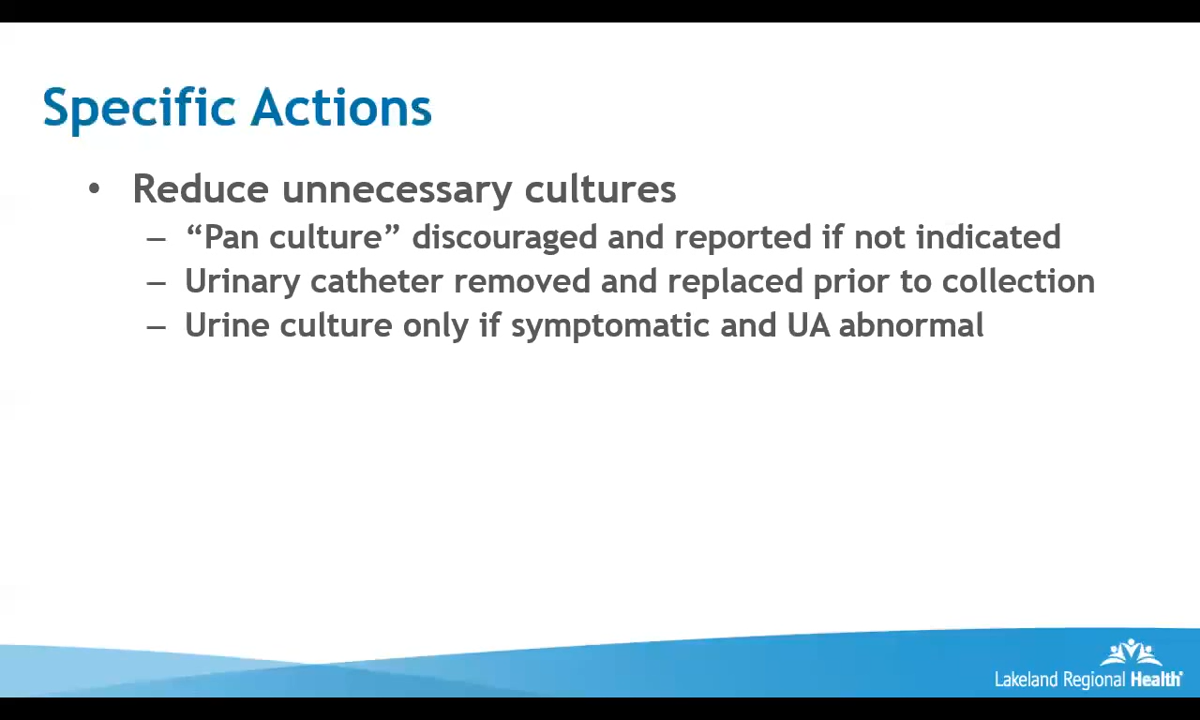 Specific Actions
• Reduce unnecessary cultures
– “Pan culture” discouraged and reported if not indicated
– Urinary catheter removed and replaced prior to collection
– Urine culture only if symptomatic and UA abnormal
Lakeland Regional Health®